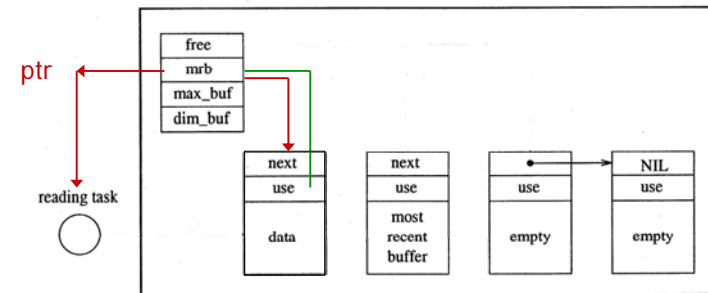 free
ptr
mrb
max_buf
dim_buf
next
next
NIL
reading task
use
use
use
use
data
most
recent
buffer
empty
empty